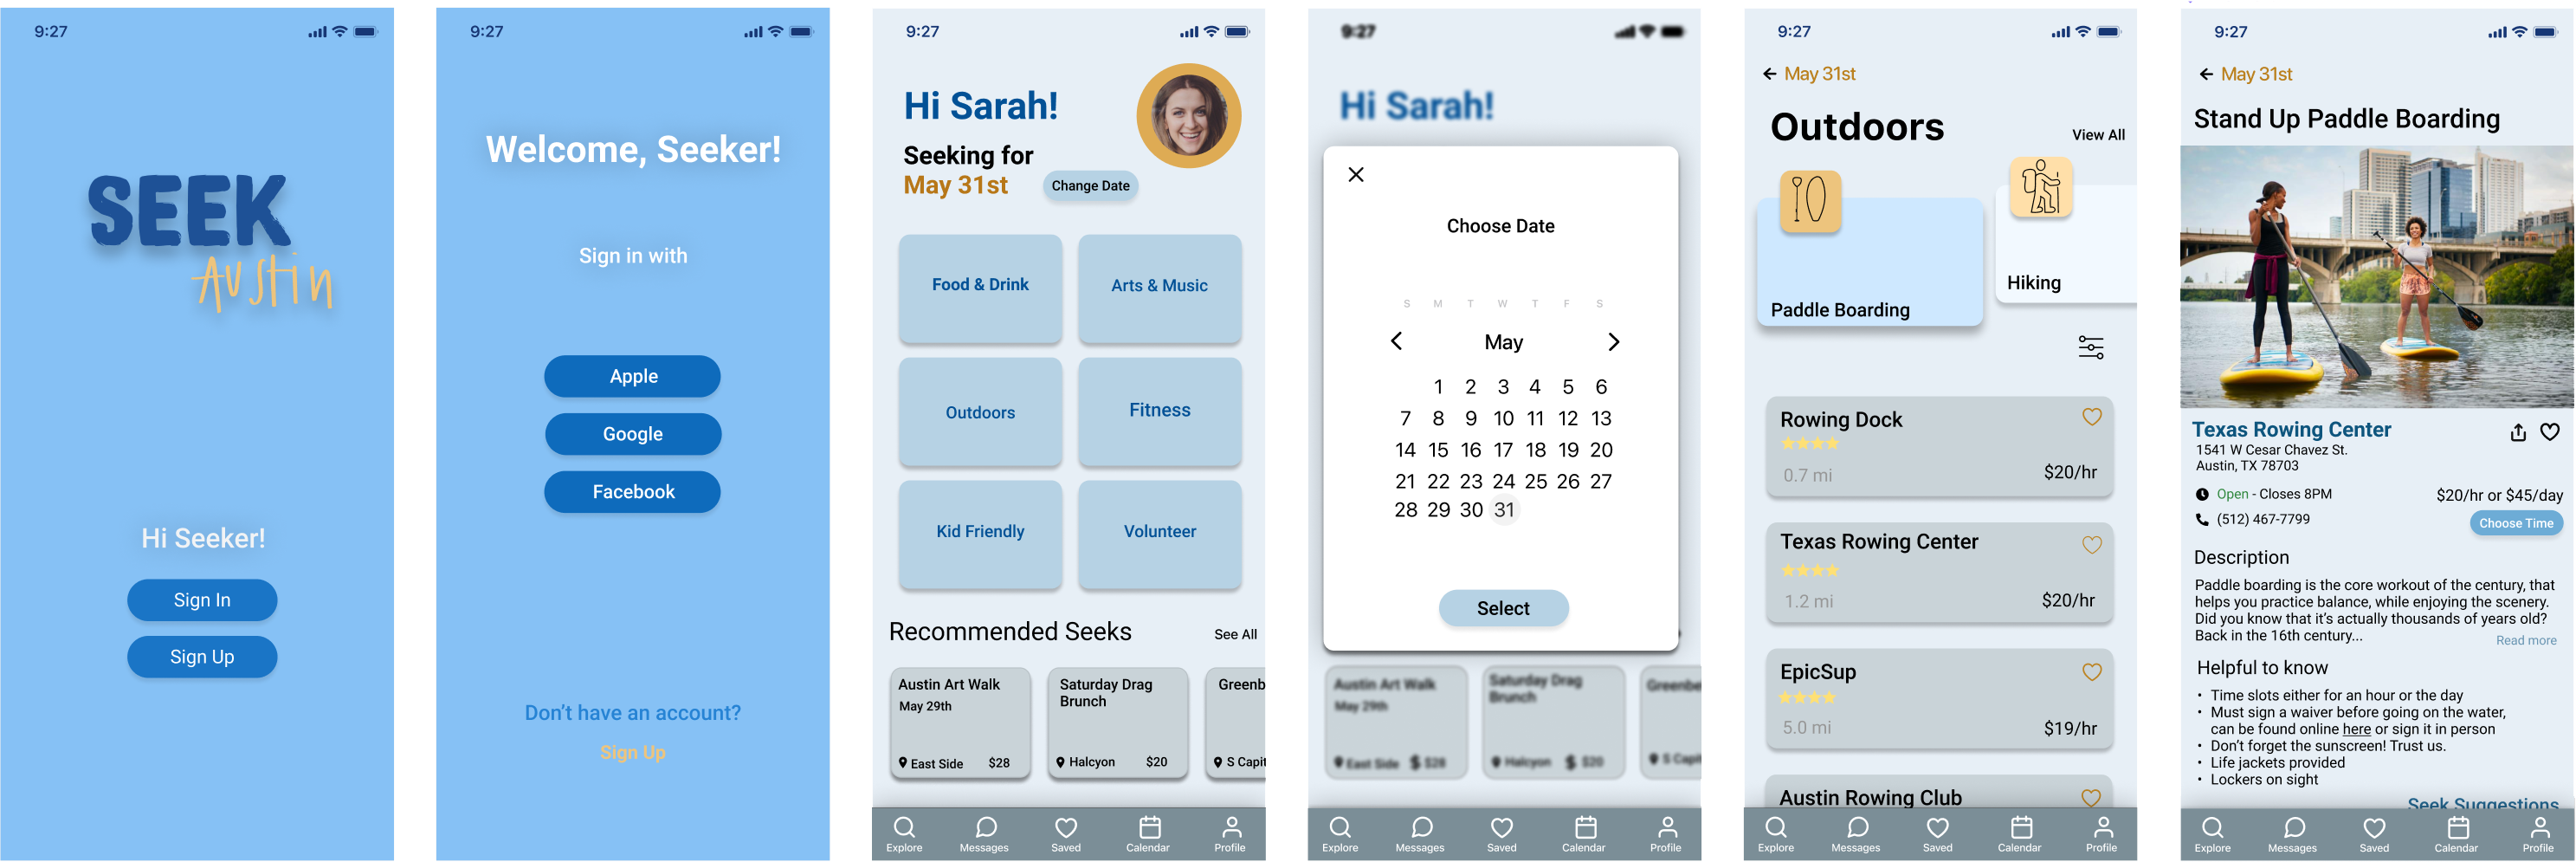 9:27
SEEK
Austin
Hi Seeker!
Sign In
Sign Up
9:27
Welcome, Seeker!
Sign in with
Apple
Google
Facebook
Don't have an account?
Sign Up
9:27
Hi Sarah!
Seeking for
May 31st
Change Date
Food & Drink
Arts & Music
Outdoors
Fitness
Kid Friendly
Volunteer
Recommended Seeks
See All
Austin Art Walk
May 29th
East Side $28
Saturday Drag
Brunch
Halcyon $20
Greenb
S Capit
Explore
Messages
Saved
Calendar
Profile
9:27
Hi Sarah!
Choose Date
S M T W T F S
May
1 2 3 4 5 6
7 8 9 10 11 12 13
14 15 16 17 18 19 20
21 22 23 24 25 26 27
28 29 30 31
Select
Austin Art Walk
May 29th
East Side $ $28
Saturday Drag
Brunch
Halcyon $ $20
Greenbe
S Capit
Explore
Messages
Saved
Calendar
Profile
9:27
May 31st
Outdoors
View All
Paddle Boarding
Hiking
Rowing Dock
0.7 mi
$20/hr
Texas Rowing Center
1.2 mi
$20/hr
EpicSup
5.0 mi
$19/hr
Austin Rowing Club
Explore
Messages
Saved
Calendar
Profile
9:27
May 31st
Stand Up Paddle Boarding
Texas Rowing Center
1541 W Cesar Chavez St.
Austin, TX 78703
Open - Closes 8PM
$20/hr or $45/day
(512) 467-7799
Choose Time
Description
Paddle boarding is the core workout of the century, that
helps you practice balance, while enjoying the scenery.
Did you know that it's actually thousands of years old?
Back in the 16th century...
Read more
Helpful to know
• Time slots either for an hour or the day
• Must sign a waiver before going on the water,
can be found online here or sign it in person
• Don't forget the sunscreen! Trust us.
• Life jackets provided
• Lockers on sight
Seek Suggestions
Explore
Messages
Saved
Calendar
Profile